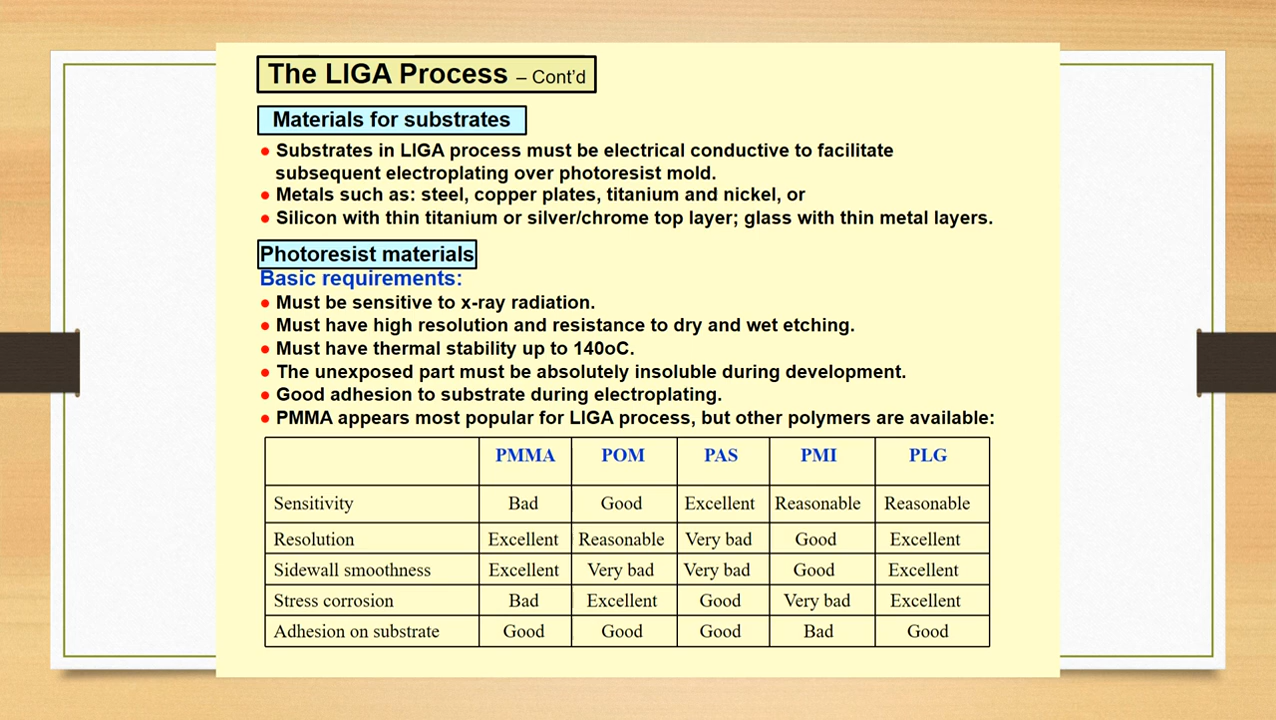 The LIGA Process – Cont'd
Materials for substrates
● Substrates in LIGA process must be electrical conductive to facilitate
subsequent electroplating over photoresist mold.
● Metals such as: steel, copper plates, titanium and nickel, or
● Silicon with thin titanium or silver/chrome top layer; glass with thin metal layers.
Photoresist materials
Basic requirements:
● Must be sensitive to x-ray radiation.
● Must have high resolution and resistance to dry and wet etching.
● Must have thermal stability up to 140oC.
● The unexposed part must be absolutely insoluble during development.
● Good adhesion to substrate during electroplating.
● PMMA appears most popular for LIGA process, but other polymers are available:
PMMA POM PAS PMI PLG
Sensitivity Bad Good Excellent Reasonable Reasonable
Resolution Excellent Reasonable Very bad Good Excellent
Sidewall smoothness Excellent Very bad Very bad Good Excellent
Stress corrosion Bad Excellent Good Very bad Excellent
Adhesion on substrate Good Good Good Bad Good